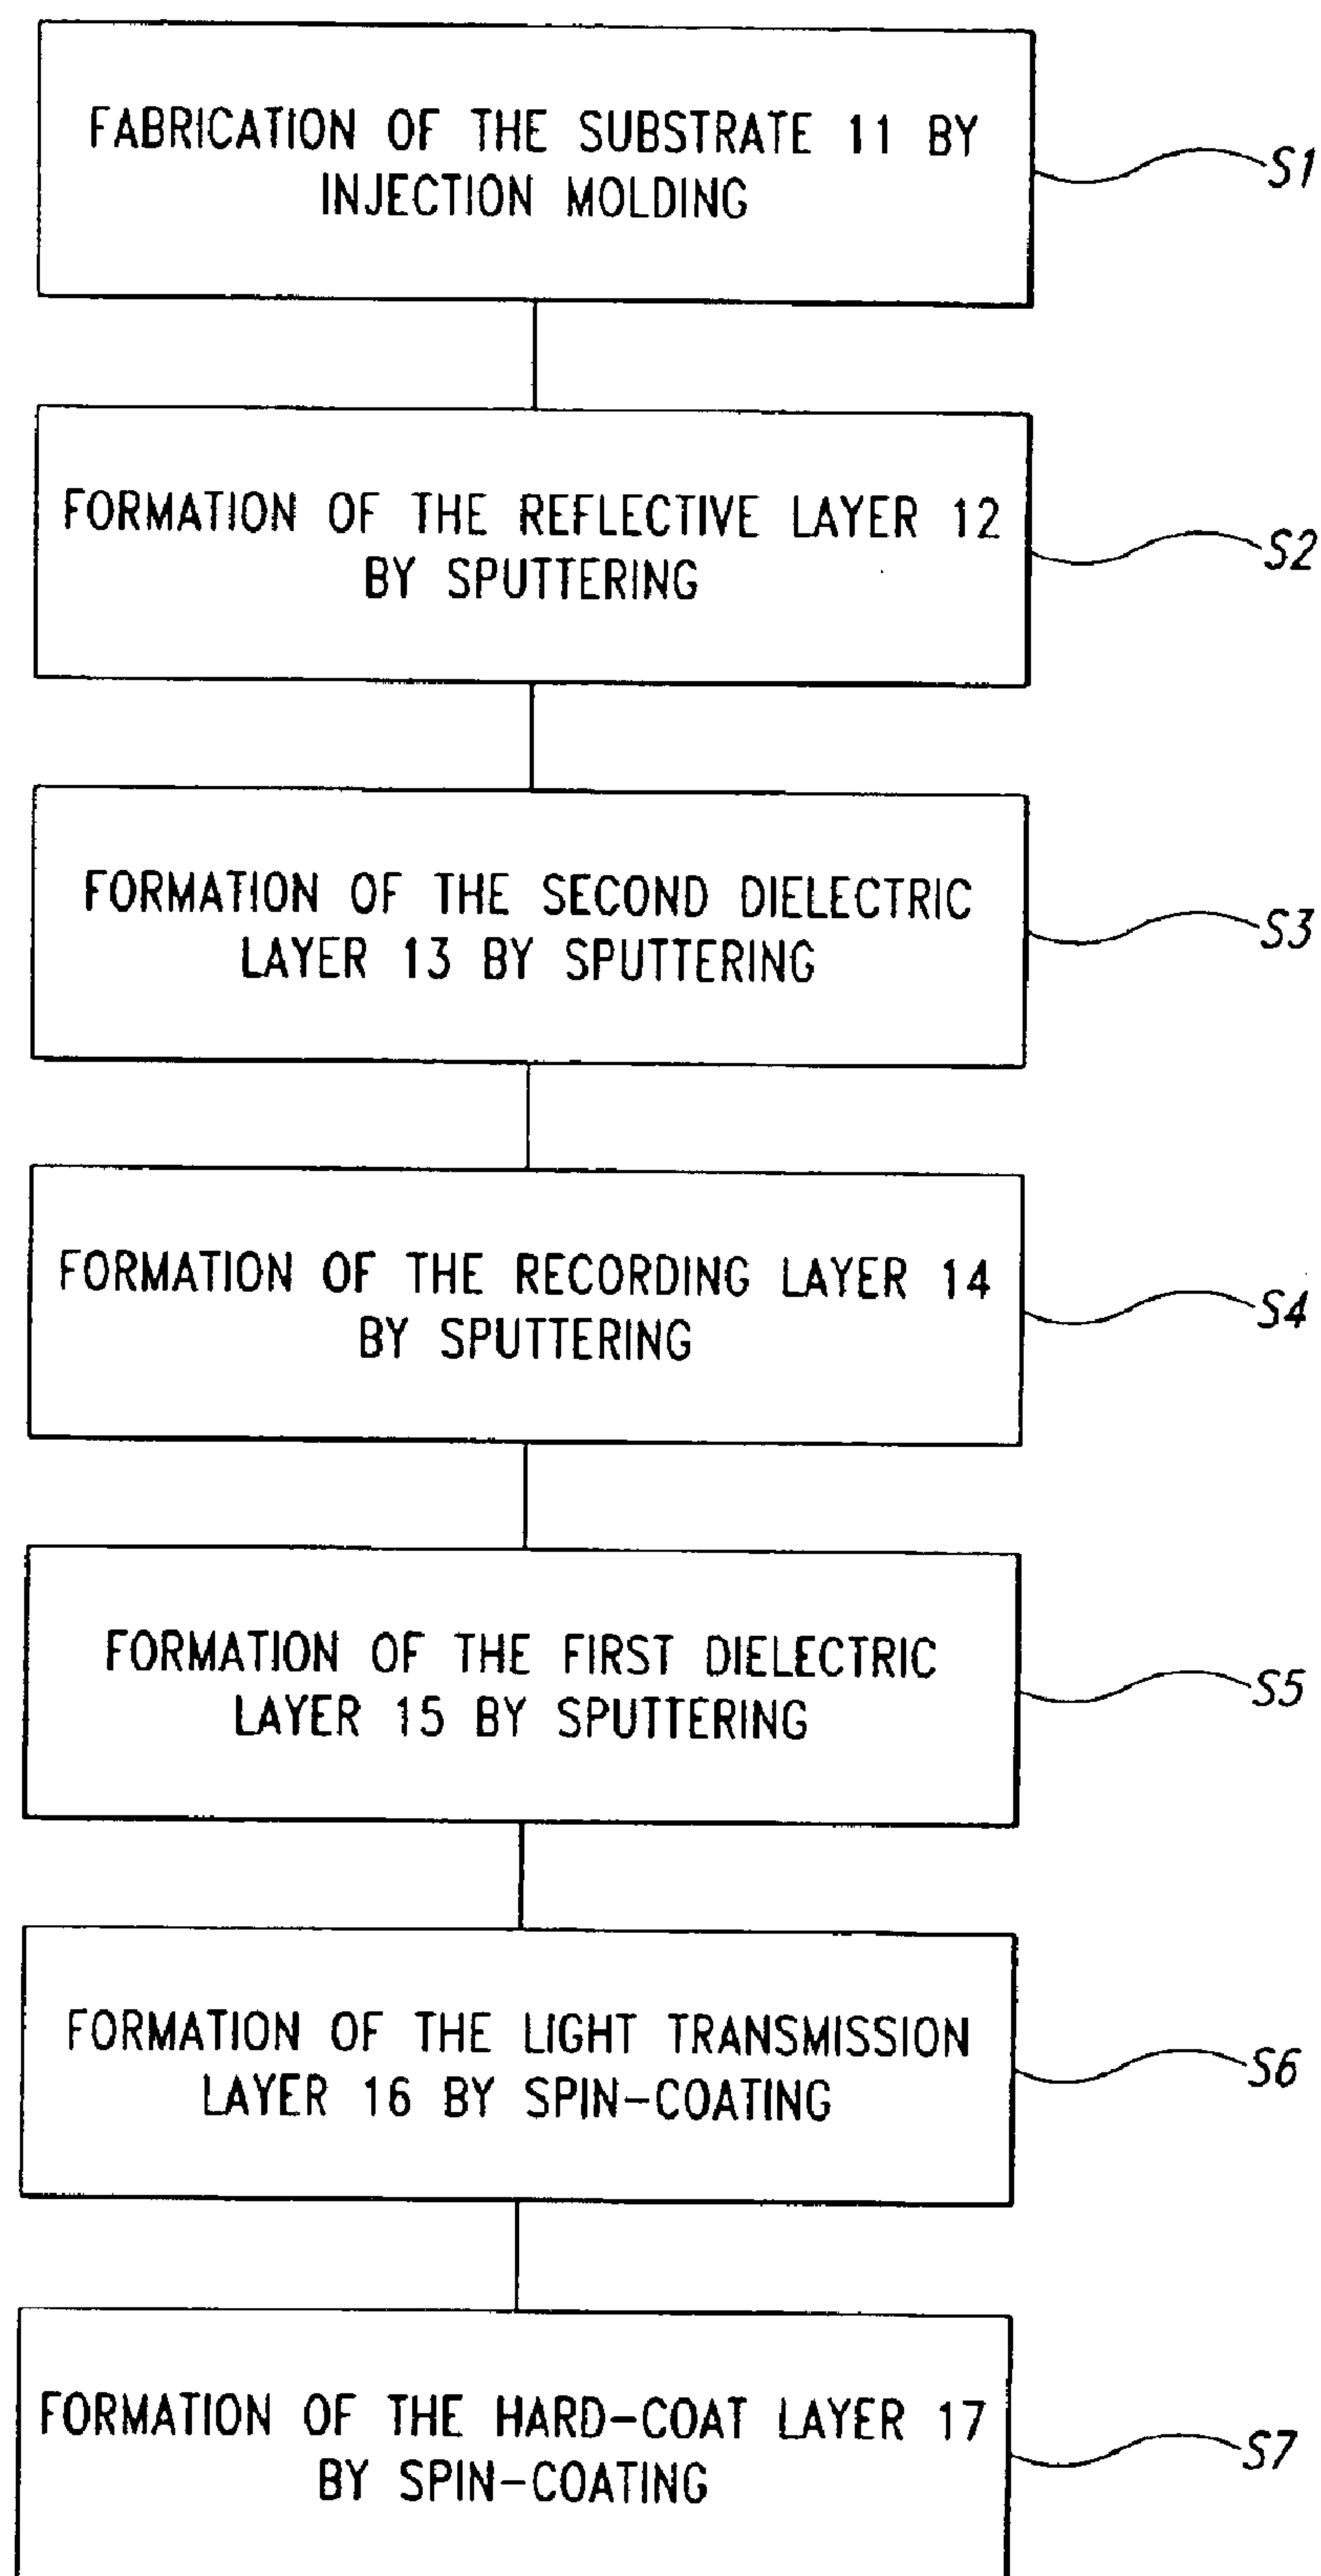 FABRICATION OF THE SUBSTRATE 11 BY
INJECTION MOLDING
S1
FORMATION OF THE REFLECTIVE LAYER 12
BY SPUTTERING
S2
FORMATION OF THE SECOND DIELECTRIC
LAYER 13 BY SPUTTERING
S3
FORMATION OF THE RECORDING LAYER 14
BY SPUTTERING
S4
FORMATION OF THE FIRST DIELECTRIC
LAYER 15 BY SPUTTERING
S5
FORMATION OF THE LIGHT TRANSMISSION
LAYER 16 BY SPIN-COATING
S6
FORMATION OF THE HARD-COAT LAYER 17
BY SPIN-COATING
S7